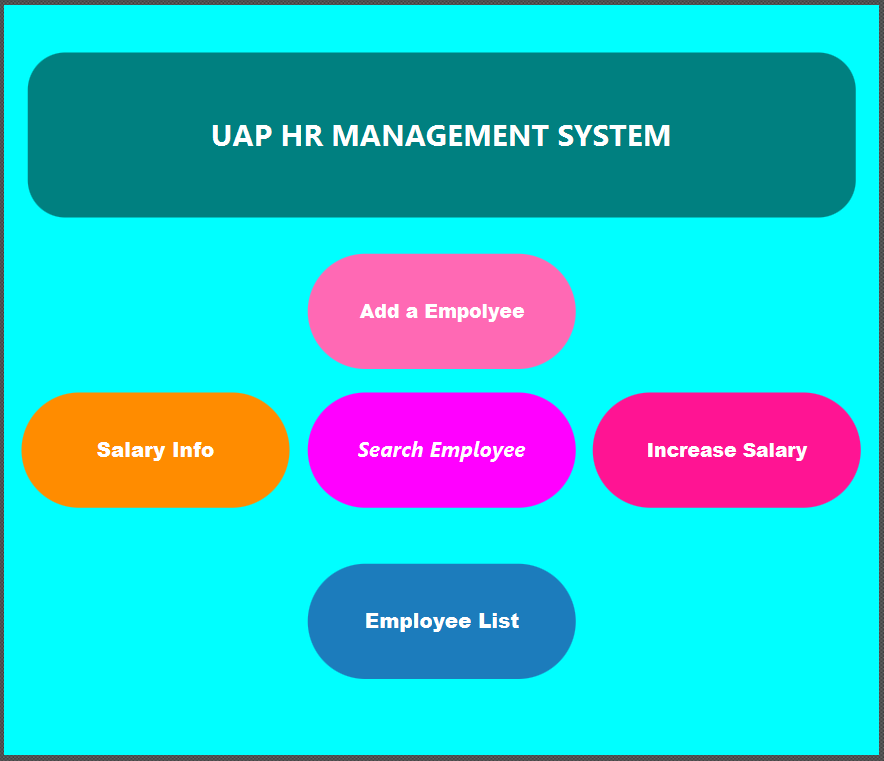 UAP HR MANAGEMENT SYSTEM
Add a Empolyee
Salary Info
Search Employee
Increase Salary
Employee List